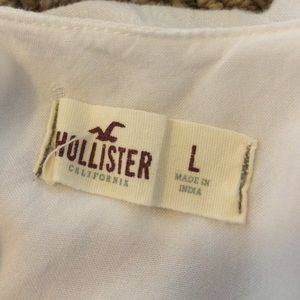 HOLLISTER
CALIFORNIA
L
MADE IN
INDIA